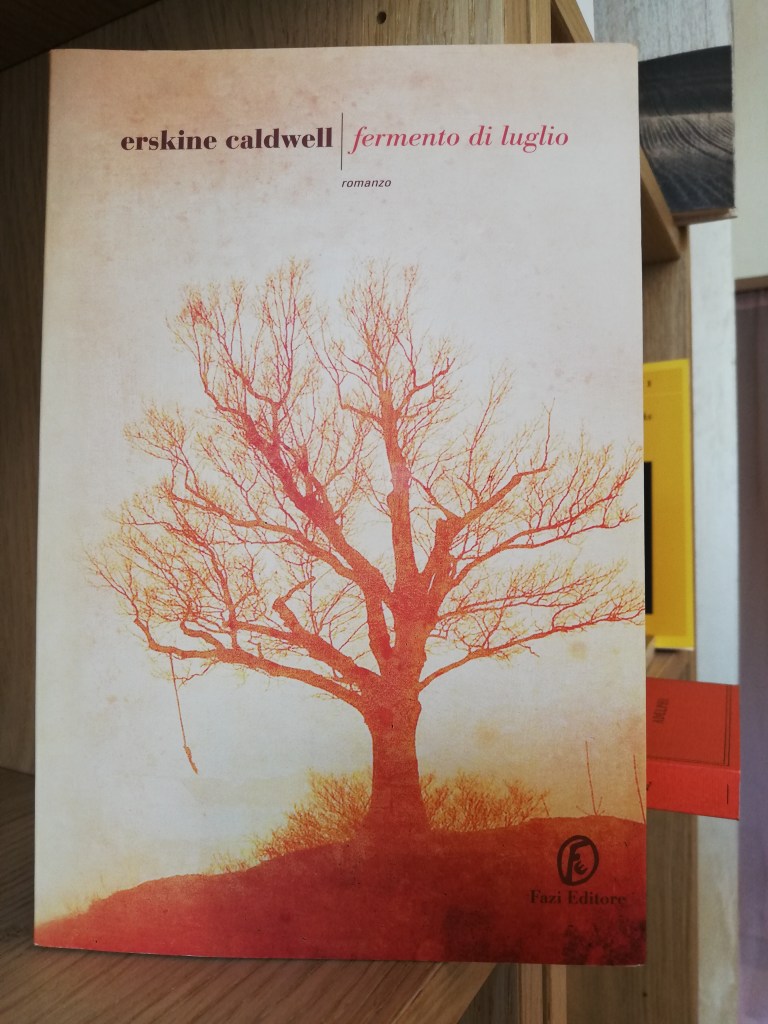 erskine caldwell fermento di luglio
romanzo
Fazi Editore